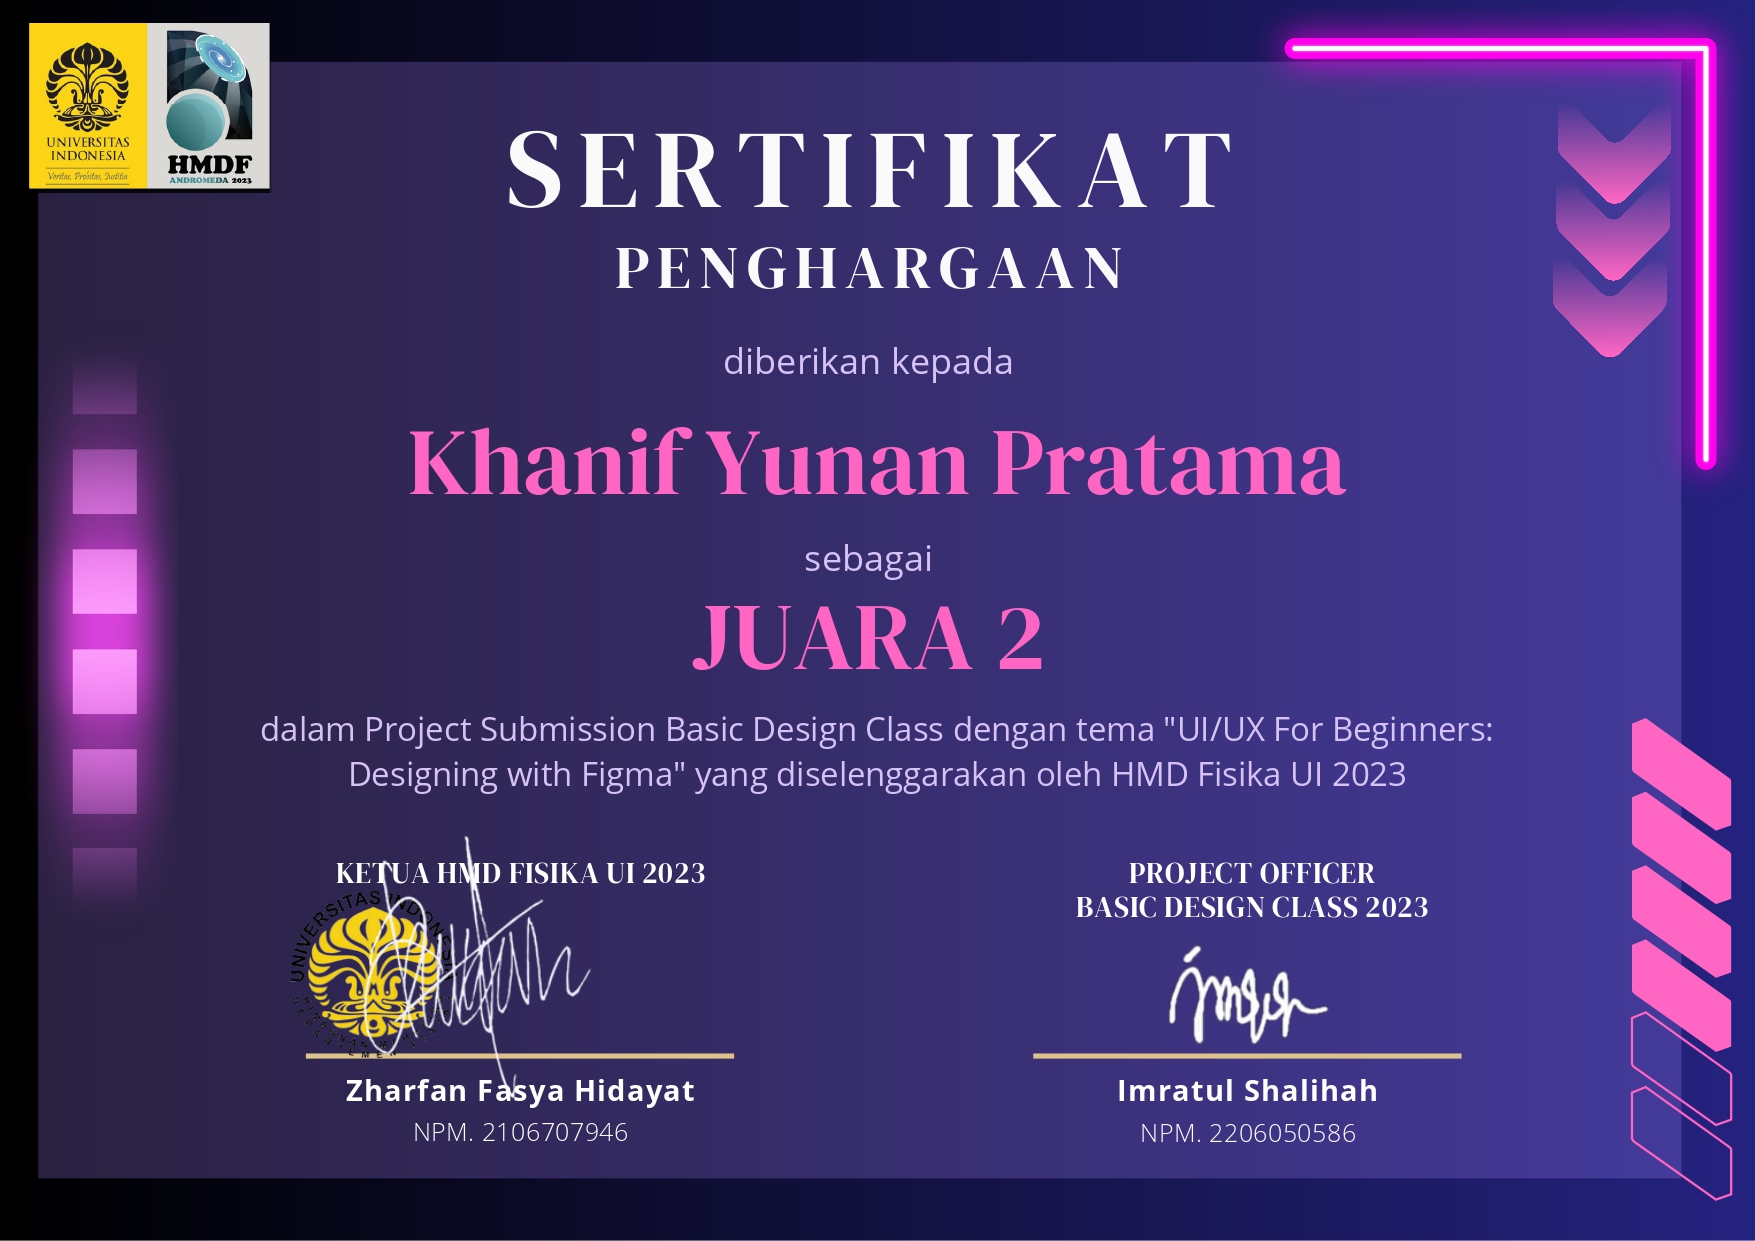 UNIVERSITAS
INDONESIA
Veritas, Probitas, Justitia
HMDF
ANDROMEDA 2023
SERTIFIKAT
PENGHARGAAN
diberikan kepada
Khanif Yunan Pratama
sebagai
JUARA 2
dalam Project Submission Basic Design Class dengan tema "UI/UX For Beginners:
Designing with Figma" yang diselenggarakan oleh HMD Fisika UI 2023
KETUA HMD FISIKA UI 2023
UNIVERSITAS INDONESIA
Zharfan Fasya Hidayat
NPM. 2106707946
PROJECT OFFICER
BASIC DESIGN CLASS 2023
Imratul Shalihah
NPM. 2206050586